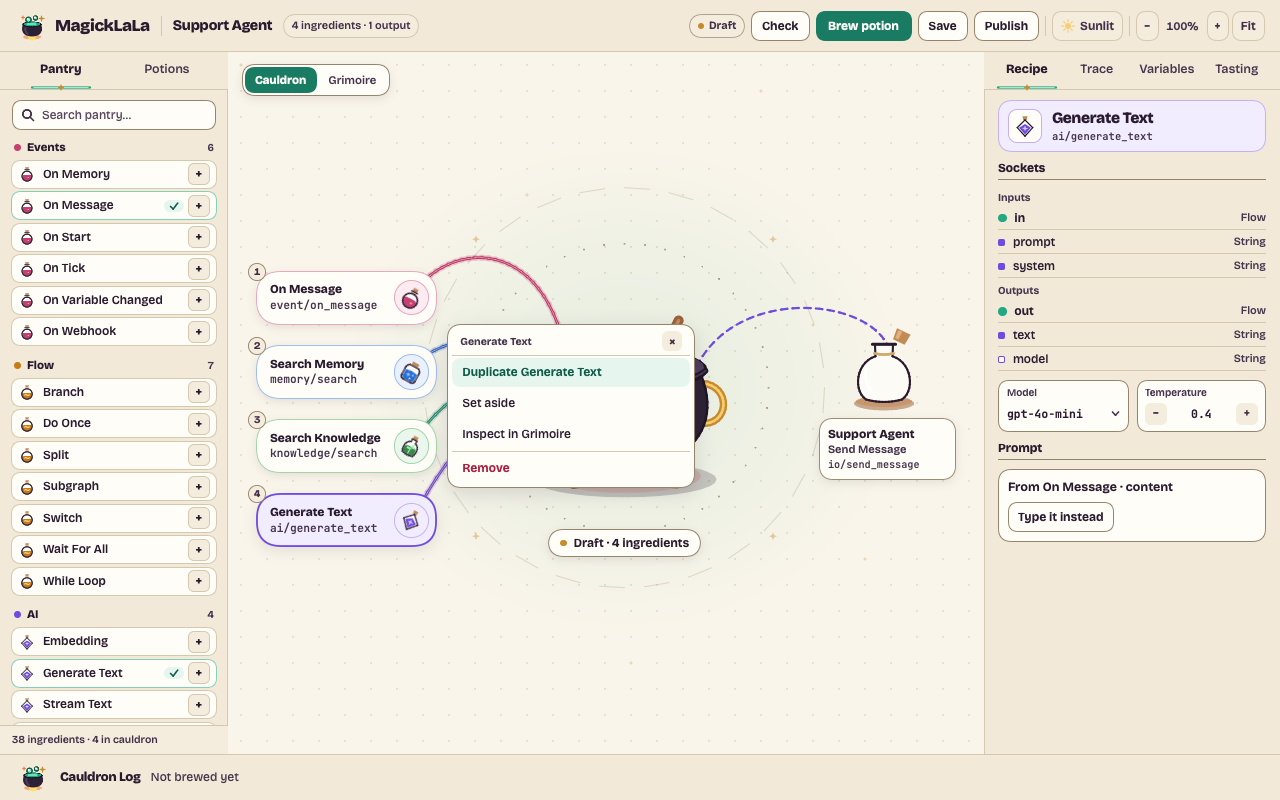 MagickLaLa
Support Agent
4 ingredients · 1 output
Draft
Check
Brew potion
Save
Publish
Sunlit
−
100%
+
Fit
Pantry
Potions
Search pantry...
Events 6
On Memory +
On Message +
On Start +
On Tick +
On Variable Changed +
On Webhook +
Flow 7
Branch +
Do Once +
Split +
Subgraph +
Switch +
Wait For All +
While Loop +
AI 4
Embedding +
Generate Text +
Stream Text +
38 ingredients · 4 in cauldron
Cauldron
Grimoire
1
On Message
event/on_message
2
Search Memory
memory/search
3
Search Knowledge
knowledge/search
4
Generate Text
ai/generate_text
Generate Text ×
Duplicate Generate Text
Set aside
Inspect in Grimoire
Remove
Draft · 4 ingredients
Support Agent
Send Message
io/send_message
Recipe
Trace
Variables
Tasting
Generate Text
ai/generate_text
Sockets
Inputs
in Flow
prompt String
system String
Outputs
out Flow
text String
model String
Model
gpt-4o-mini
Temperature
− 0.4 +
Prompt
From On Message · content
Type it instead
Cauldron Log Not brewed yet